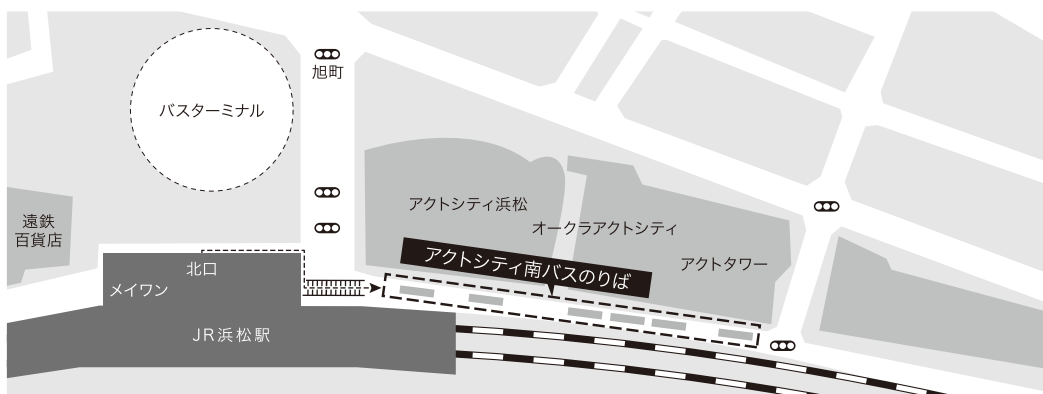 旭町
バスターミナル
遠鉄
百貨店
アクトシティ浜松
オークラアクトシティ
アクトタワー
アクトシティ南バスのりば
北口
メイワン
JR浜松駅